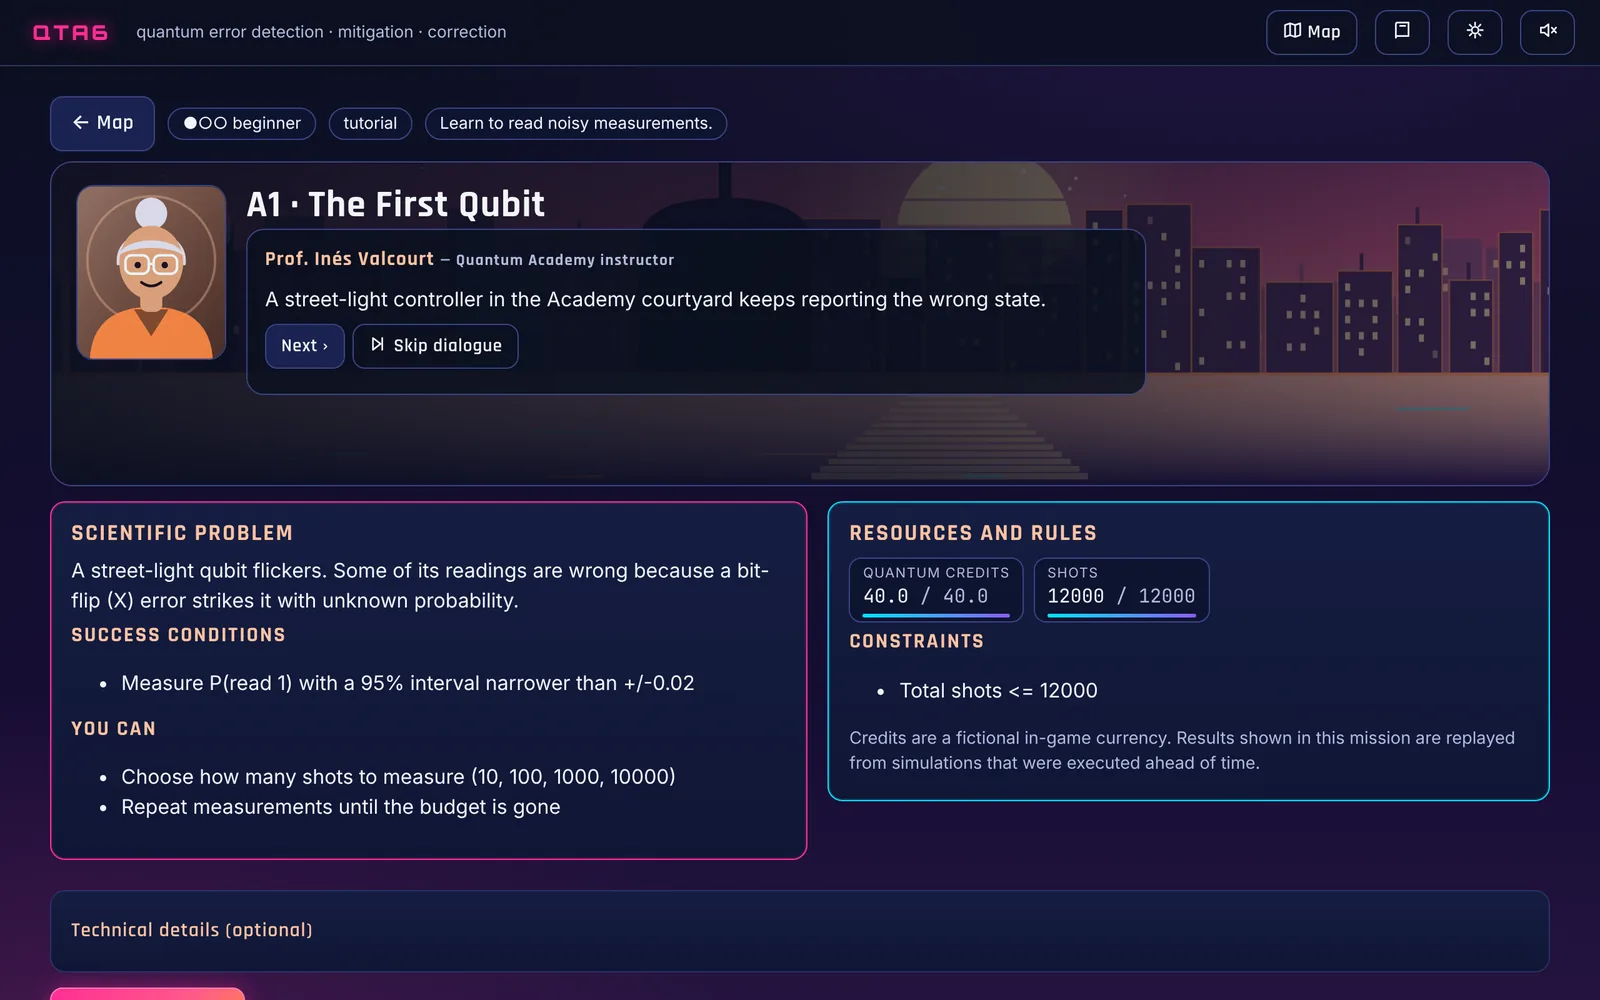 QTAG
quantum error detection · mitigation · correction
Map
← Map
●○○ beginner
tutorial
Learn to read noisy measurements.
A1 · The First Qubit
Prof. Inés Valcourt – Quantum Academy instructor
A street-light controller in the Academy courtyard keeps reporting the wrong state.
Next ›
Skip dialogue
SCIENTIFIC PROBLEM
A street-light qubit flickers. Some of its readings are wrong because a bit-
flip (X) error strikes it with unknown probability.
SUCCESS CONDITIONS
• Measure P(read 1) with a 95% interval narrower than +/-0.02
YOU CAN
• Choose how many shots to measure (10, 100, 1000, 10000)
• Repeat measurements until the budget is gone
RESOURCES AND RULES
QUANTUM CREDITS
40.0 / 40.0
SHOTS
12000 / 12000
CONSTRAINTS
• Total shots <= 12000
Credits are a fictional in-game currency. Results shown in this mission are replayed
from simulations that were executed ahead of time.
Technical details (optional)